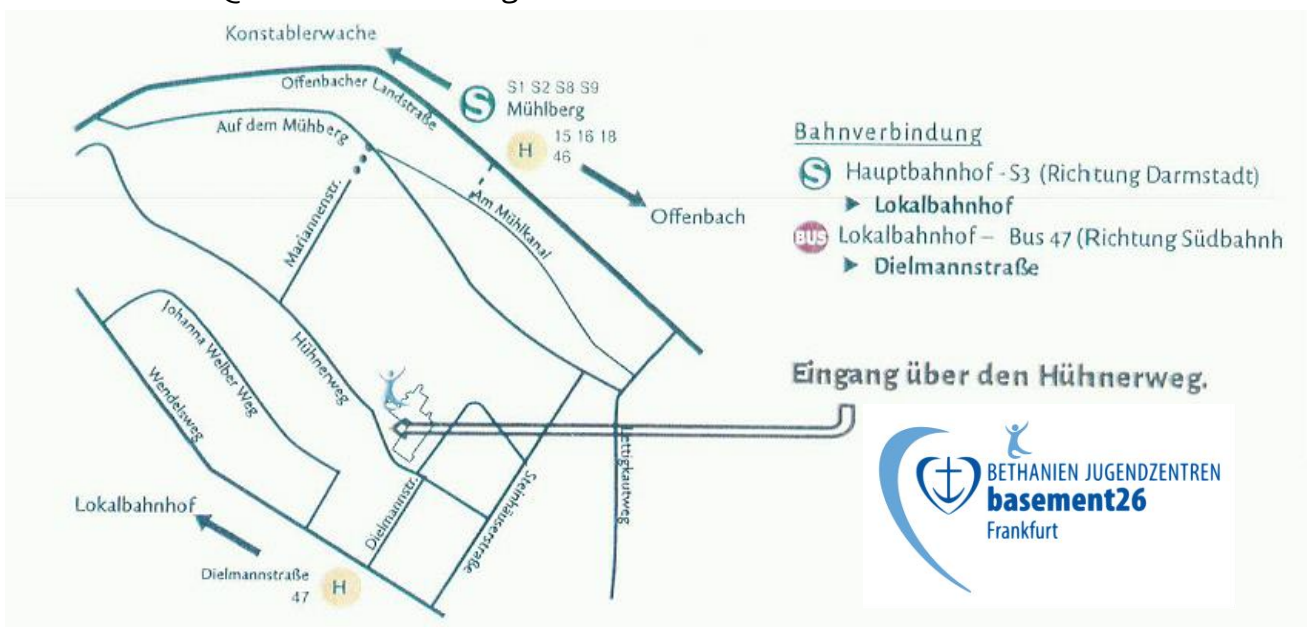 Konstablerwache
Offenbacher Landstraße
S S1 S2 S8 S9
Mühlberg
H 15 16 18
46
Auf dem Mühberg
Mariannenstr.
Am Mühlkanal
Offenbach
Bahnverbindung
S Hauptbahnhof - S3 (Richtung Darmstadt)
► Lokalbahnhof
BUS Lokalbahnhof – Bus 47 (Richtung Südbahnh
► Dielmannstraße
Johanna Welber Weg
Wendelsweg
Hühnerweg
Eingang über den Hühnerweg.
Lettigkautweg
Steinhäuserstraße
Dielmannstr.
Lokalbahnhof
Dielmannstraße
47 H
BETHANIEN JUGENDZENTREN
basement26
Frankfurt